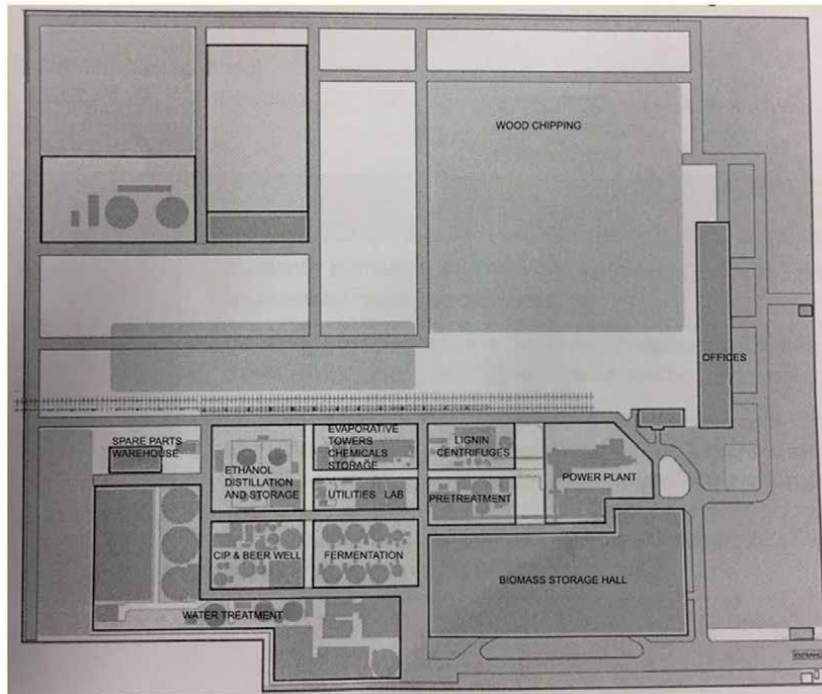 WOOD CHIPPING
OFFICES
SPARE PARTS
WAREHOUSE
ETHANOL
DISTILLATION
AND STORAGE
EVAPORATIVE
TOWERS
CHEMICALS
STORAGE
LIGNIN
CENTRIFUGES
POWER PLANT
UTILITIES LAB
PRETREATMENT
CIP & BEER WELL
FERMENTATION
BIOMASS STORAGE HALL
WATER TREATMENT